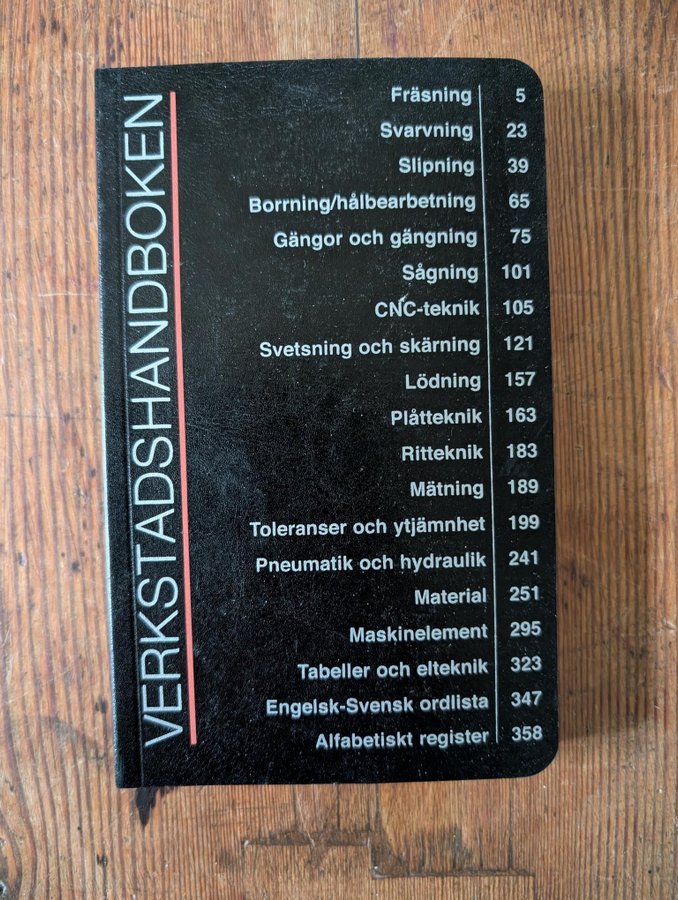 VERKSTADSHANDBOKEN
Fräsning 5
Svarvning 23
Slipning 39
Borrning/hålbearbetning 65
Gängor och gängning 75
Sågning 101
CNC-teknik 105
Svetsning och skärning 121
Lödning 157
Plåtteknik 163
Ritteknik 183
Mätning 189
Toleranser och ytjämnhet 199
Pneumatik och hydraulik 241
Material 251
Maskinelement 295
Tabeller och elteknik 323
Engelsk-Svensk ordlista 347
Alfabetiskt register 358